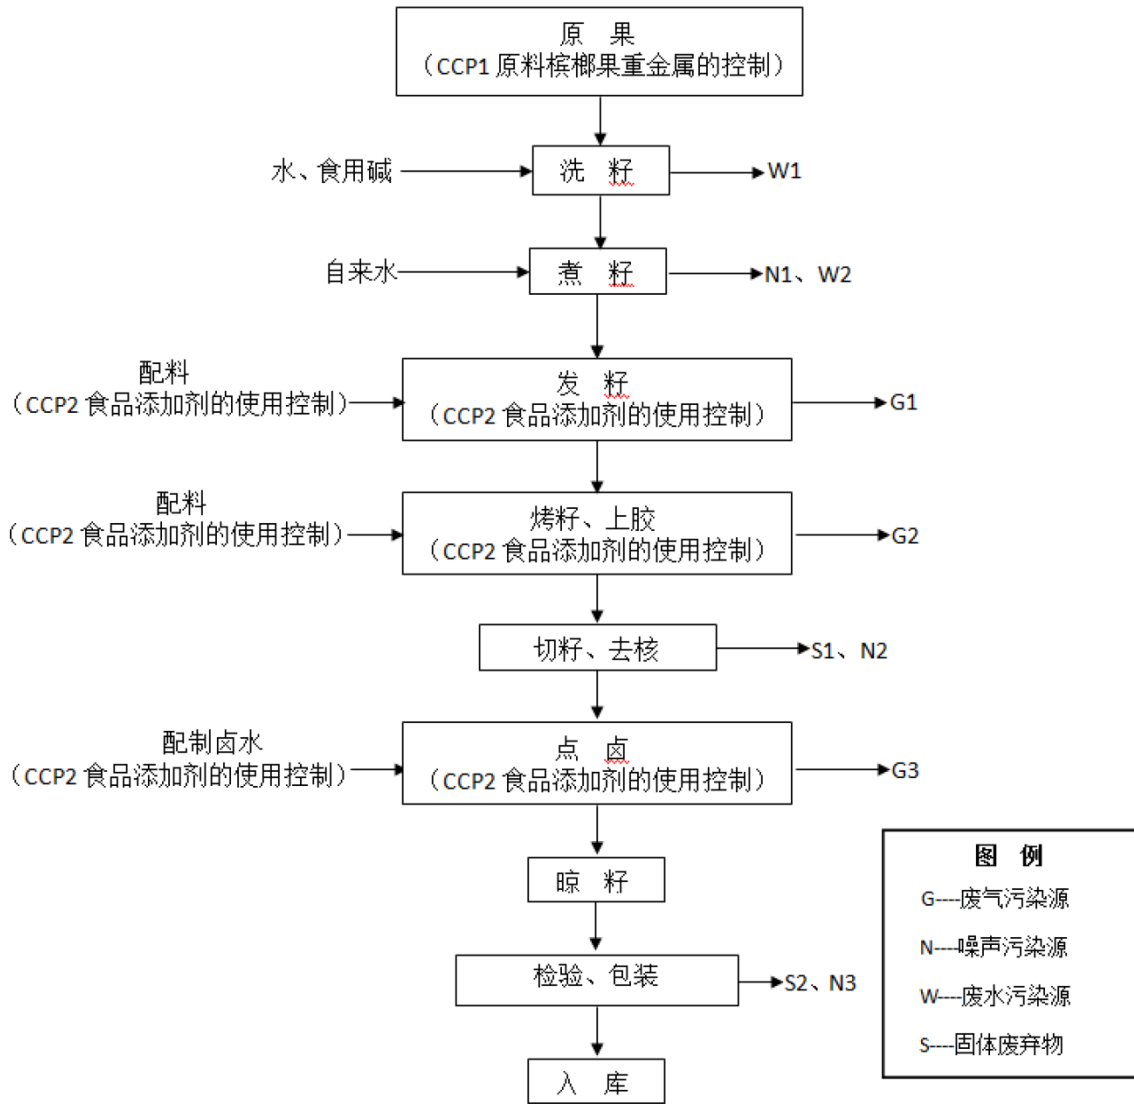 原 果
（CCP1 原料槟榔果重金属的控制）
水、食用碱
洗 籽
W1
自来水
煮 籽
N1、W2
配料
（CCP2 食品添加剂的使用控制）
发 籽
（CCP2 食品添加剂的使用控制）
G1
配料
（CCP2 食品添加剂的使用控制）
烤籽、上胶
（CCP2 食品添加剂的使用控制）
G2
切籽、去核
S1、N2
配制卤水
（CCP2 食品添加剂的使用控制）
点 卤
（CCP2 食品添加剂的使用控制）
G3
晾 籽
检验、包装
S2、N3
入 库
图 例
G----废气污染源
N----噪声污染源
W----废水污染源
S----固体废弃物